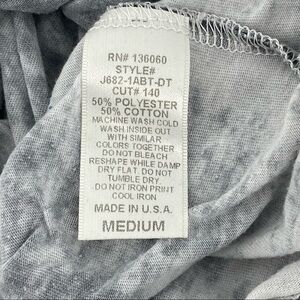 RN# 136060
STYLE#
J682-1ABT-DT
CUT# 140
50% POLYESTER
50% COTTON
MACHINE WASH COLD
WASH INSIDE OUT
WITH SIMILAR
COLORS TOGETHER
DO NOT BLEACH
RESHAPE WHILE DAMP
DRY FLAT DO NOT
TUMBLE DRY
DO NOT IRON PRINT
COOL IRON
MADE IN U.S.A.
MEDIUM